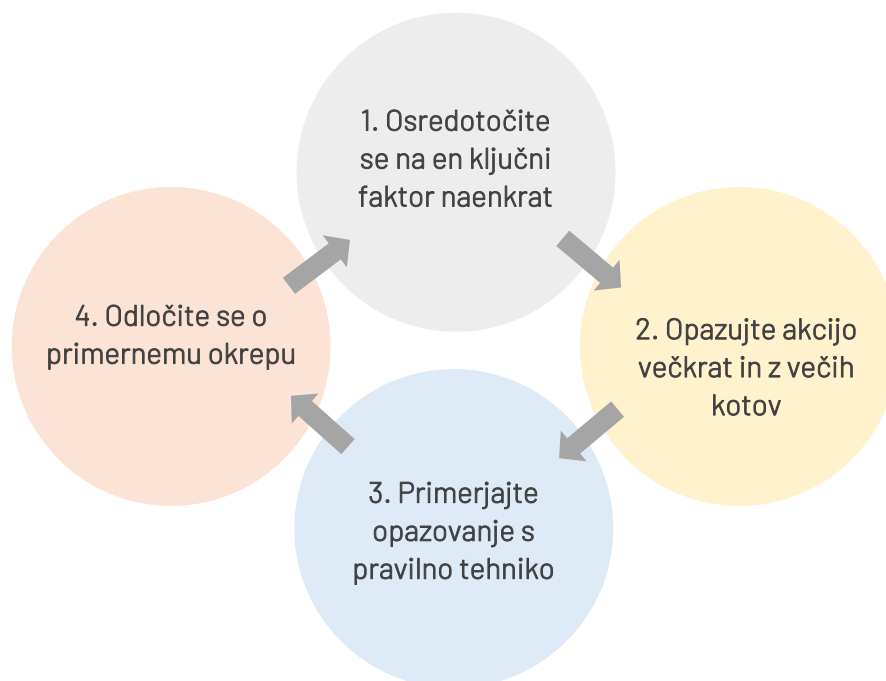 1. Osredotočite
se na en ključni
faktor naenkrat
2. Opazujte akcijo
večkrat in z večih
kotov
3. Primerjajte
opazovanje s
pravilno tehniko
4. Odločite se o
primernemu okrepu